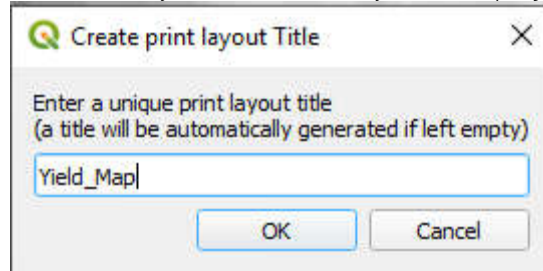 Create print layout Title
Enter a unique print layout title
(a title will be automatically generated if left empty)
Yield_Map
OK Cancel